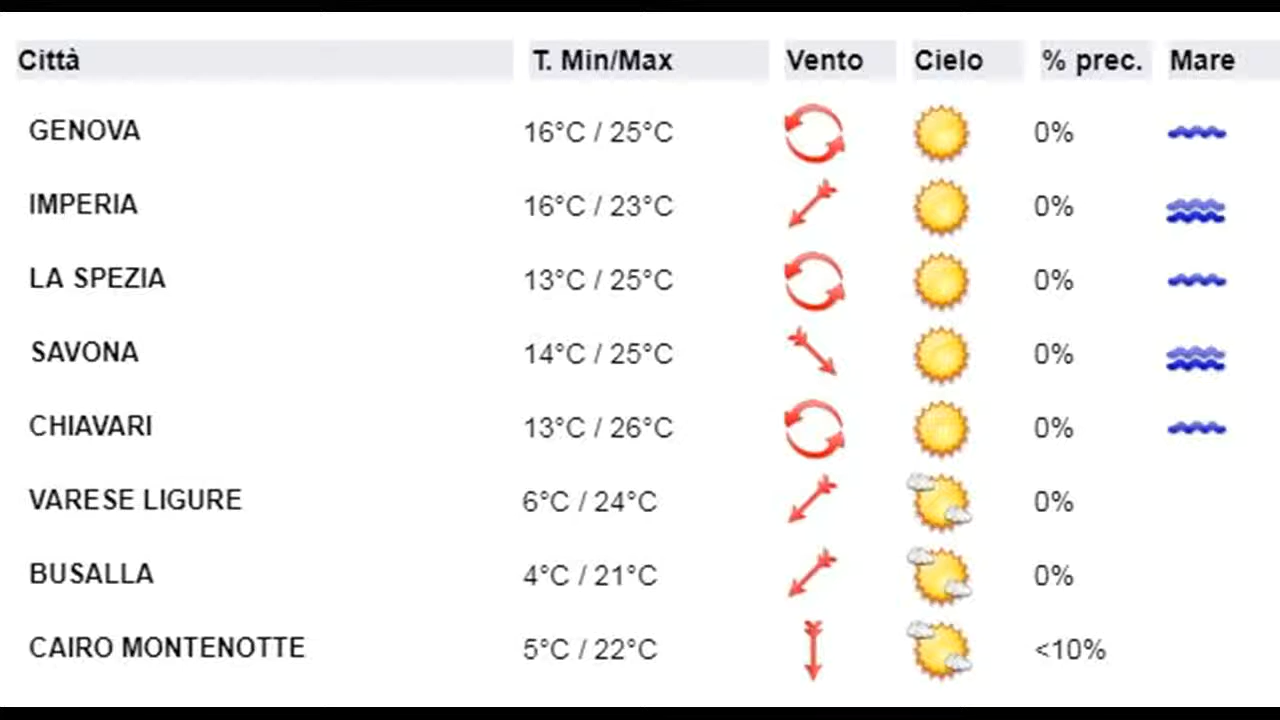 Città T. Min/Max Vento Cielo % prec. Mare
GENOVA 16°C / 25°C 0%
IMPERIA 16°C / 23°C 0%
LA SPEZIA 13°C / 25°C 0%
SAVONA 14°C / 25°C 0%
CHIAVARI 13°C / 26°C 0%
VARESE LIGURE 6°C / 24°C 0%
BUSALLA 4°C / 21°C 0%
CAIRO MONTENOTTE 5°C / 22°C <10%